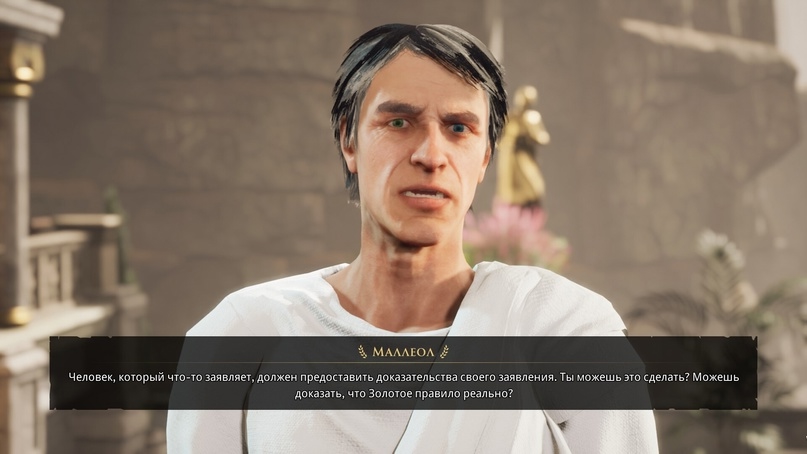 Маллеол
Человек, который что-то заявляет, должен предоставить доказательства своего заявления. Ты можешь это сделать? Можешь
доказать, что Золотое правило реально?